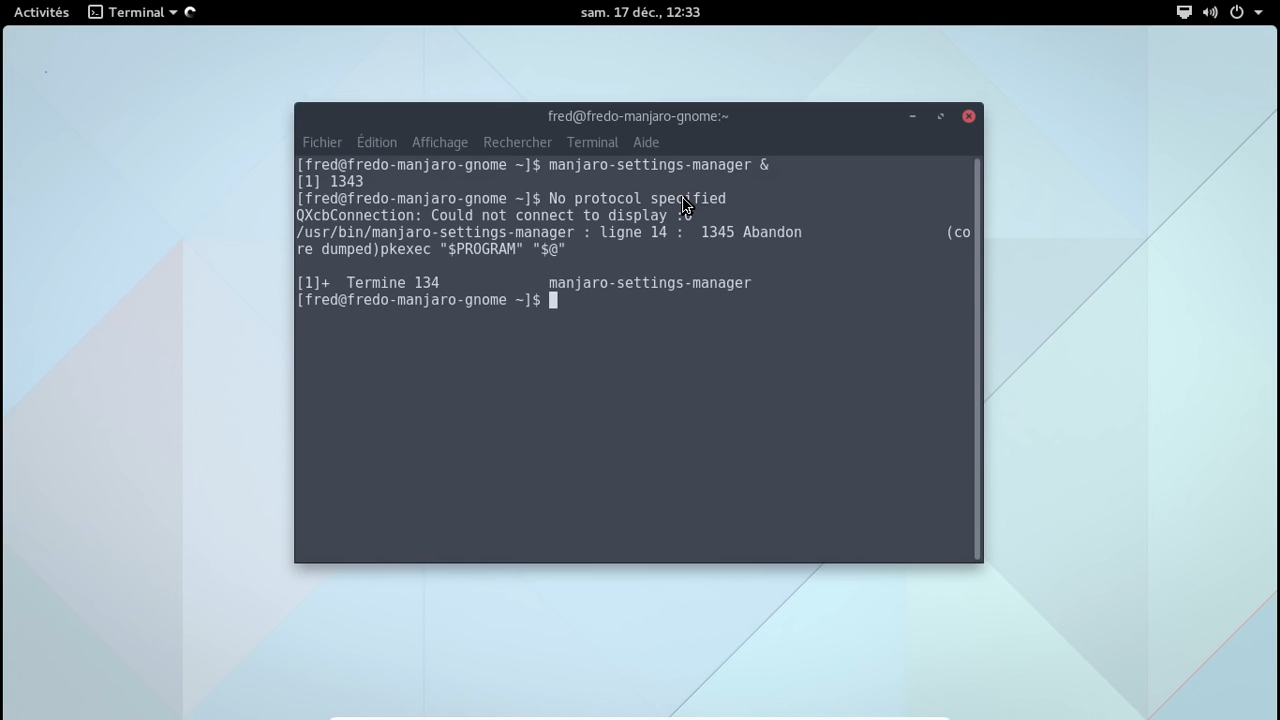 Activités Terminal sam. 17 déc., 12:33
fred@fredo-manjaro-gnome:~
Fichier Édition Affichage Rechercher Terminal Aide
[fred@fredo-manjaro-gnome ~]$ manjaro-settings-manager &
[1] 1343
[fred@fredo-manjaro-gnome ~]$ No protocol specified
QXcbConnection: Could not connect to display :0
/usr/bin/manjaro-settings-manager : ligne 14 :  1345 Abandon                 (co
re dumped)pkexec "$PROGRAM" "$@"
[1]+  Termine 134             manjaro-settings-manager
[fred@fredo-manjaro-gnome ~]$